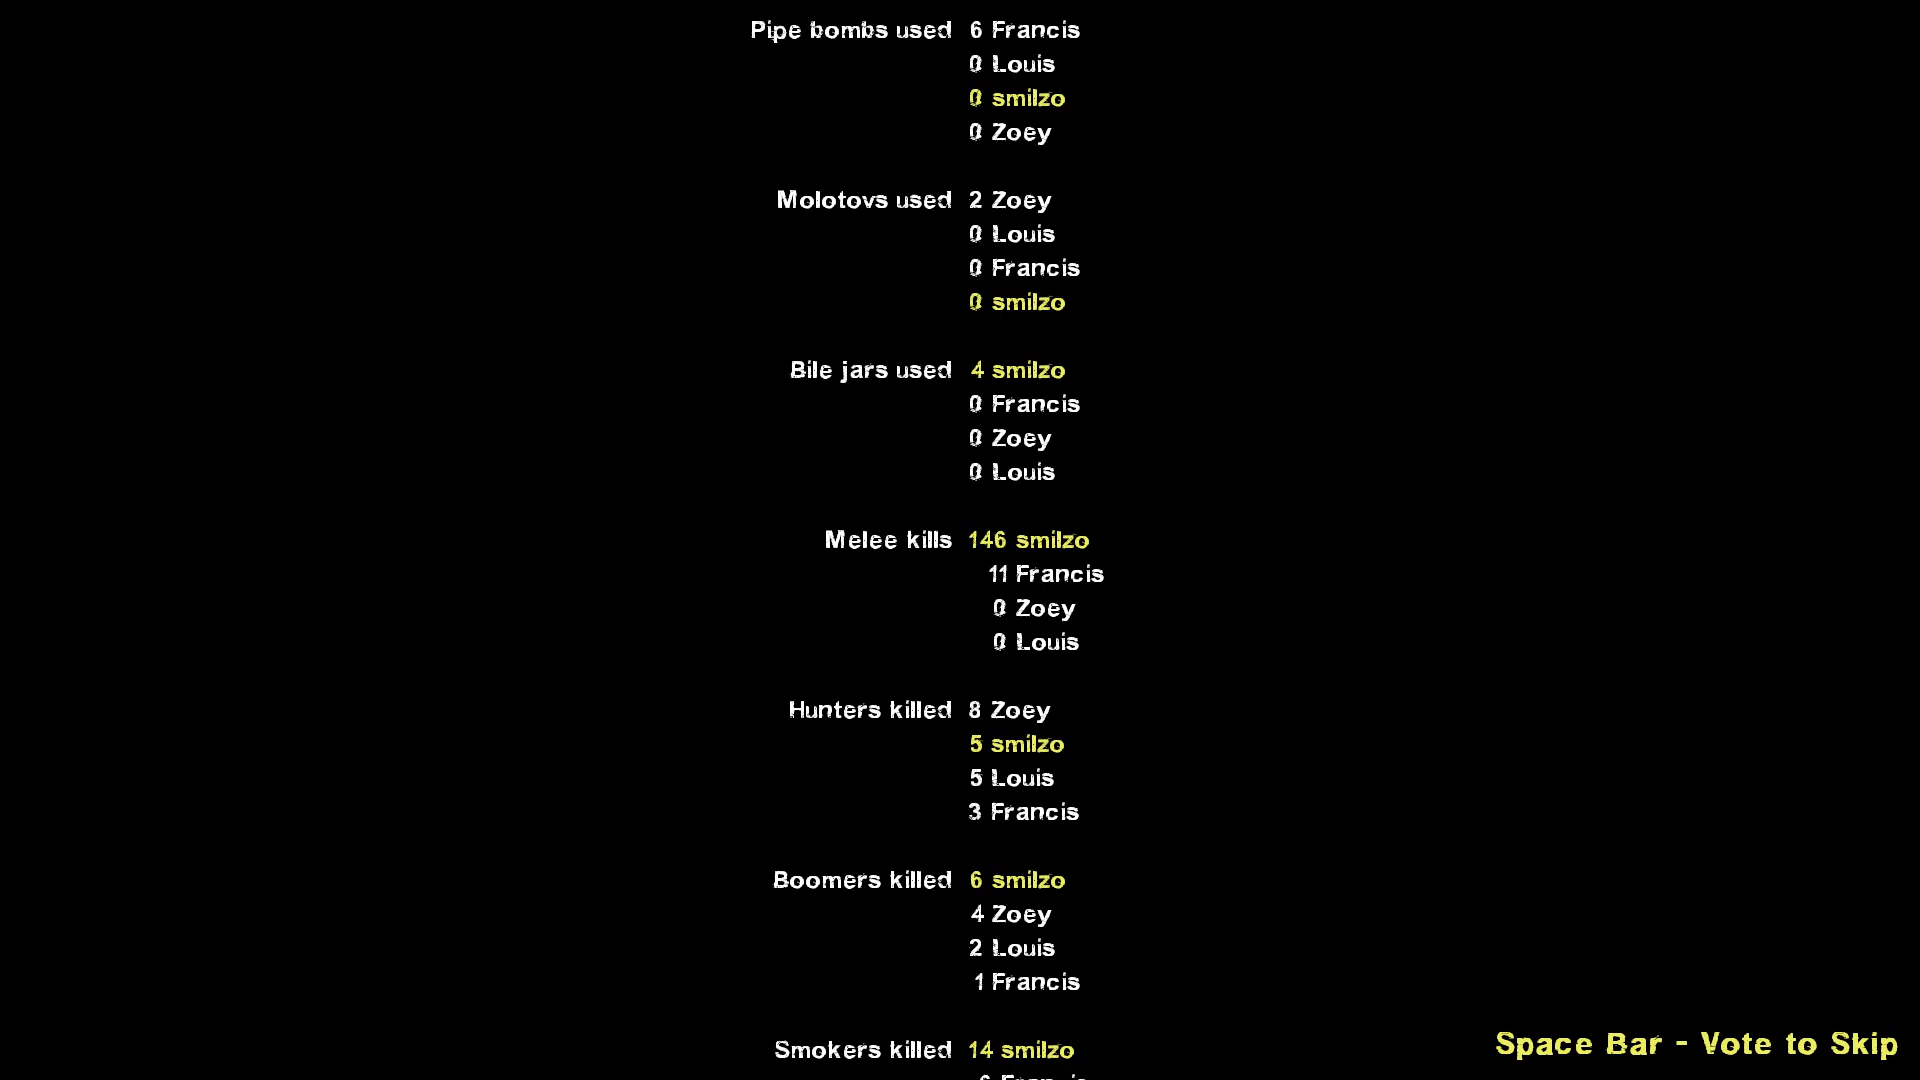 Pipe bombs used 6 Francis
0 Louis
0 smilzo
0 Zoey
Molotovs used 2 Zoey
0 Louis
0 Francis
0 smilzo
Bile jars used 4 smilzo
0 Francis
0 Zoey
0 Louis
Melee kills 146 smilzo
11 Francis
0 Zoey
0 Louis
Hunters killed 8 Zoey
5 smilzo
5 Louis
3 Francis
Boomers killed 6 smilzo
4 Zoey
2 Louis
1 Francis
Smokers killed 14 smilzo
Francis
Space Bar - Vote to Skip